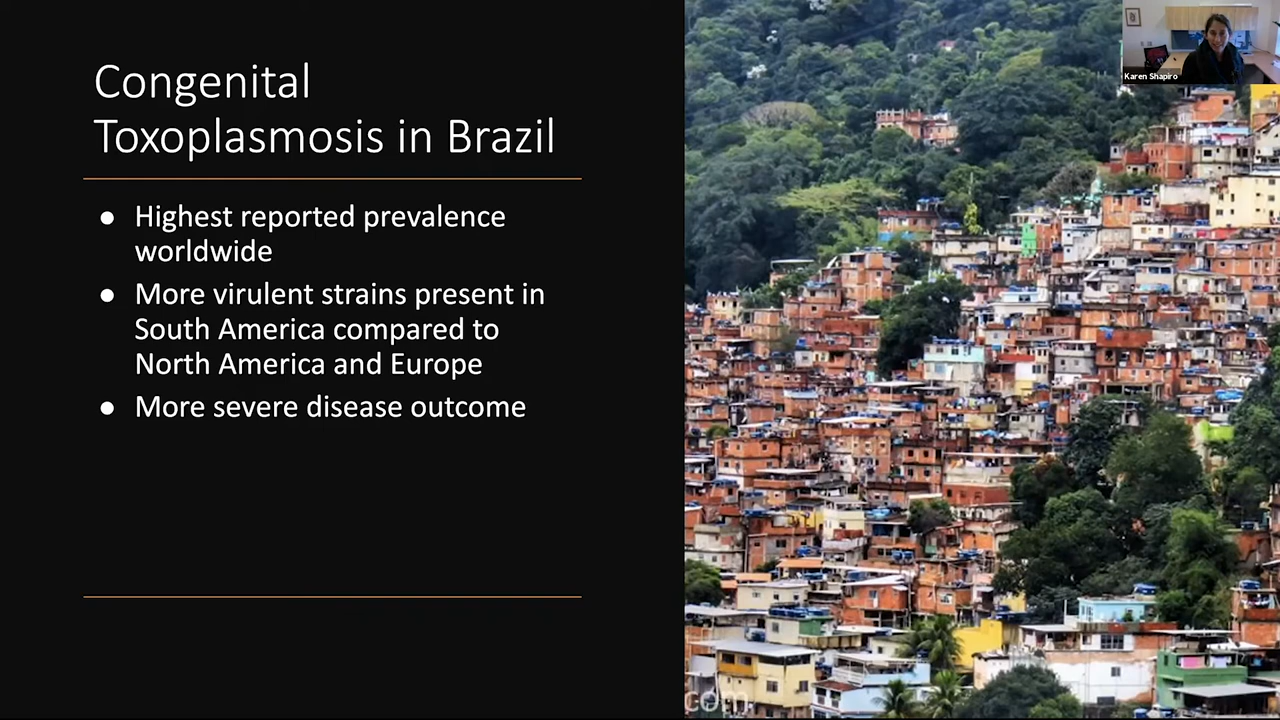 Congenital
Toxoplasmosis in Brazil
● Highest reported prevalence
worldwide
● More virulent strains present in
South America compared to
North America and Europe
● More severe disease outcome
Karen Shapiro
com